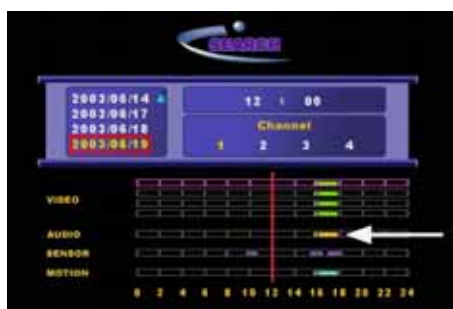 SEARCH
2003/06/14
2003/06/17
2003/06/18
2003/06/19
12 : 00
Channel
1 2 3 4
VIDEO
AUDIO
SENSOR
MOTION
0 2 4 6 8 10 12 14 16 18 20 22 24